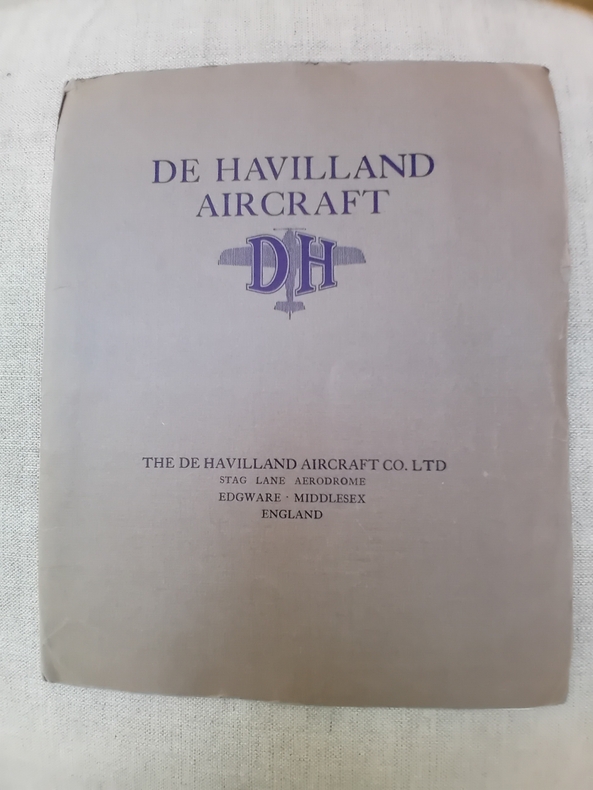 DE HAVILLAND
AIRCRAFT
DH
THE DE HAVILLAND AIRCRAFT CO. LTD
STAG LANE AERODROME
EDGWARE · MIDDLESEX
ENGLAND